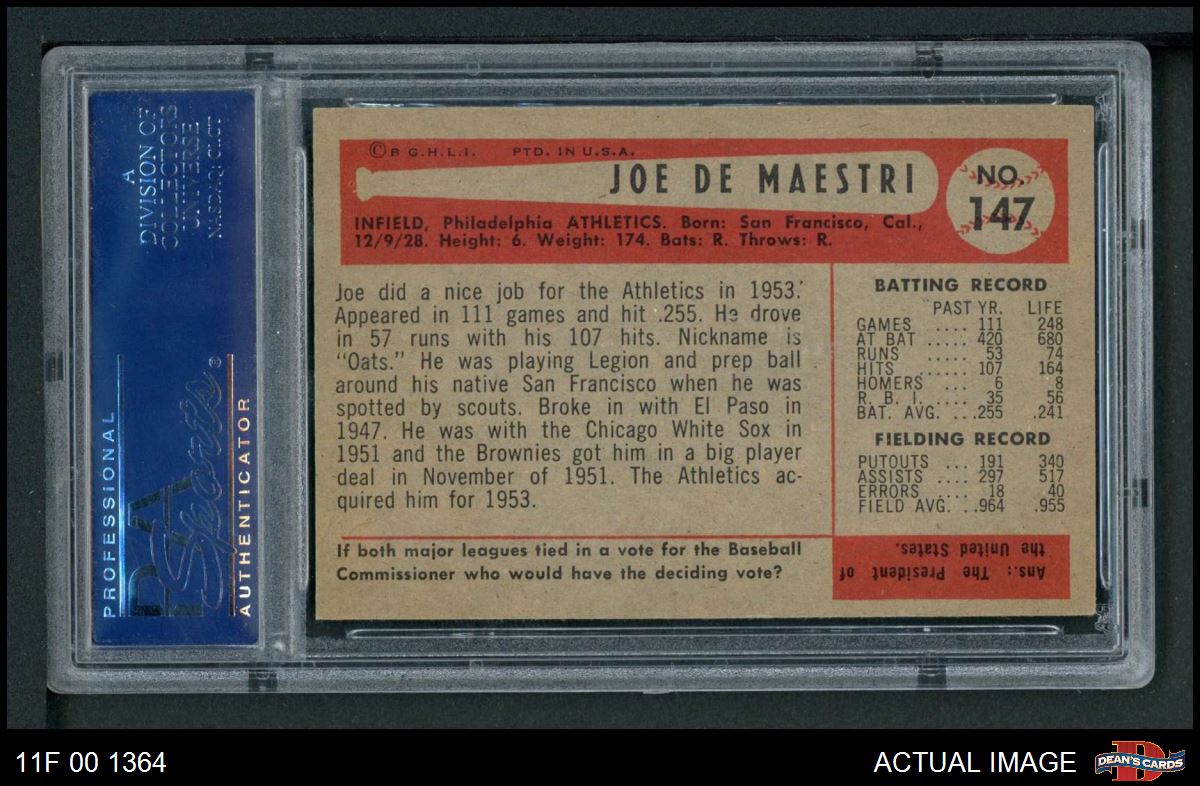 A
DIVISION OF
COLLECTORS
UNIVERSE
NASDAQ: CLCT
PROFESSIONAL
PSA
Sports®
AUTHENTICATOR
© B G.H.L.I. PTD. IN U.S.A.
JOE DE MAESTRI
NO.
147
INFIELD, Philadelphia ATHLETICS. Born: San Francisco, Cal.,
12/9/28. Height: 6. Weight: 174. Bats: R. Throws: R.
Joe did a nice job for the Athletics in 1953.
Appeared in 111 games and hit .255. He drove
in 57 runs with his 107 hits. Nickname is
"Oats." He was playing Legion and prep ball
around his native San Francisco when he was
spotted by scouts. Broke in with El Paso in
1947. He was with the Chicago White Sox in
1951 and the Brownies got him in a big player
deal in November of 1951. The Athletics ac-
quired him for 1953.
BATTING RECORD
PAST YR. LIFE
GAMES .... 111 248
AT BAT ..... 420 680
RUNS ..... 53 74
HITS ...... 107 164
HOMERS ... 6 8
R. B. I. ..... 35 56
BAT. AVG. ...255 .241
FIELDING RECORD
PUTOUTS ... 191 340
ASSISTS .... 297 517
ERRORS .... 18 40
FIELD AVG. ..964 .955
If both major leagues tied in a vote for the Baseball
Commissioner who would have the deciding vote?
Ans.: The President of
the United States.
11F 00 1364
ACTUAL IMAGE
DEAN'S CARDS